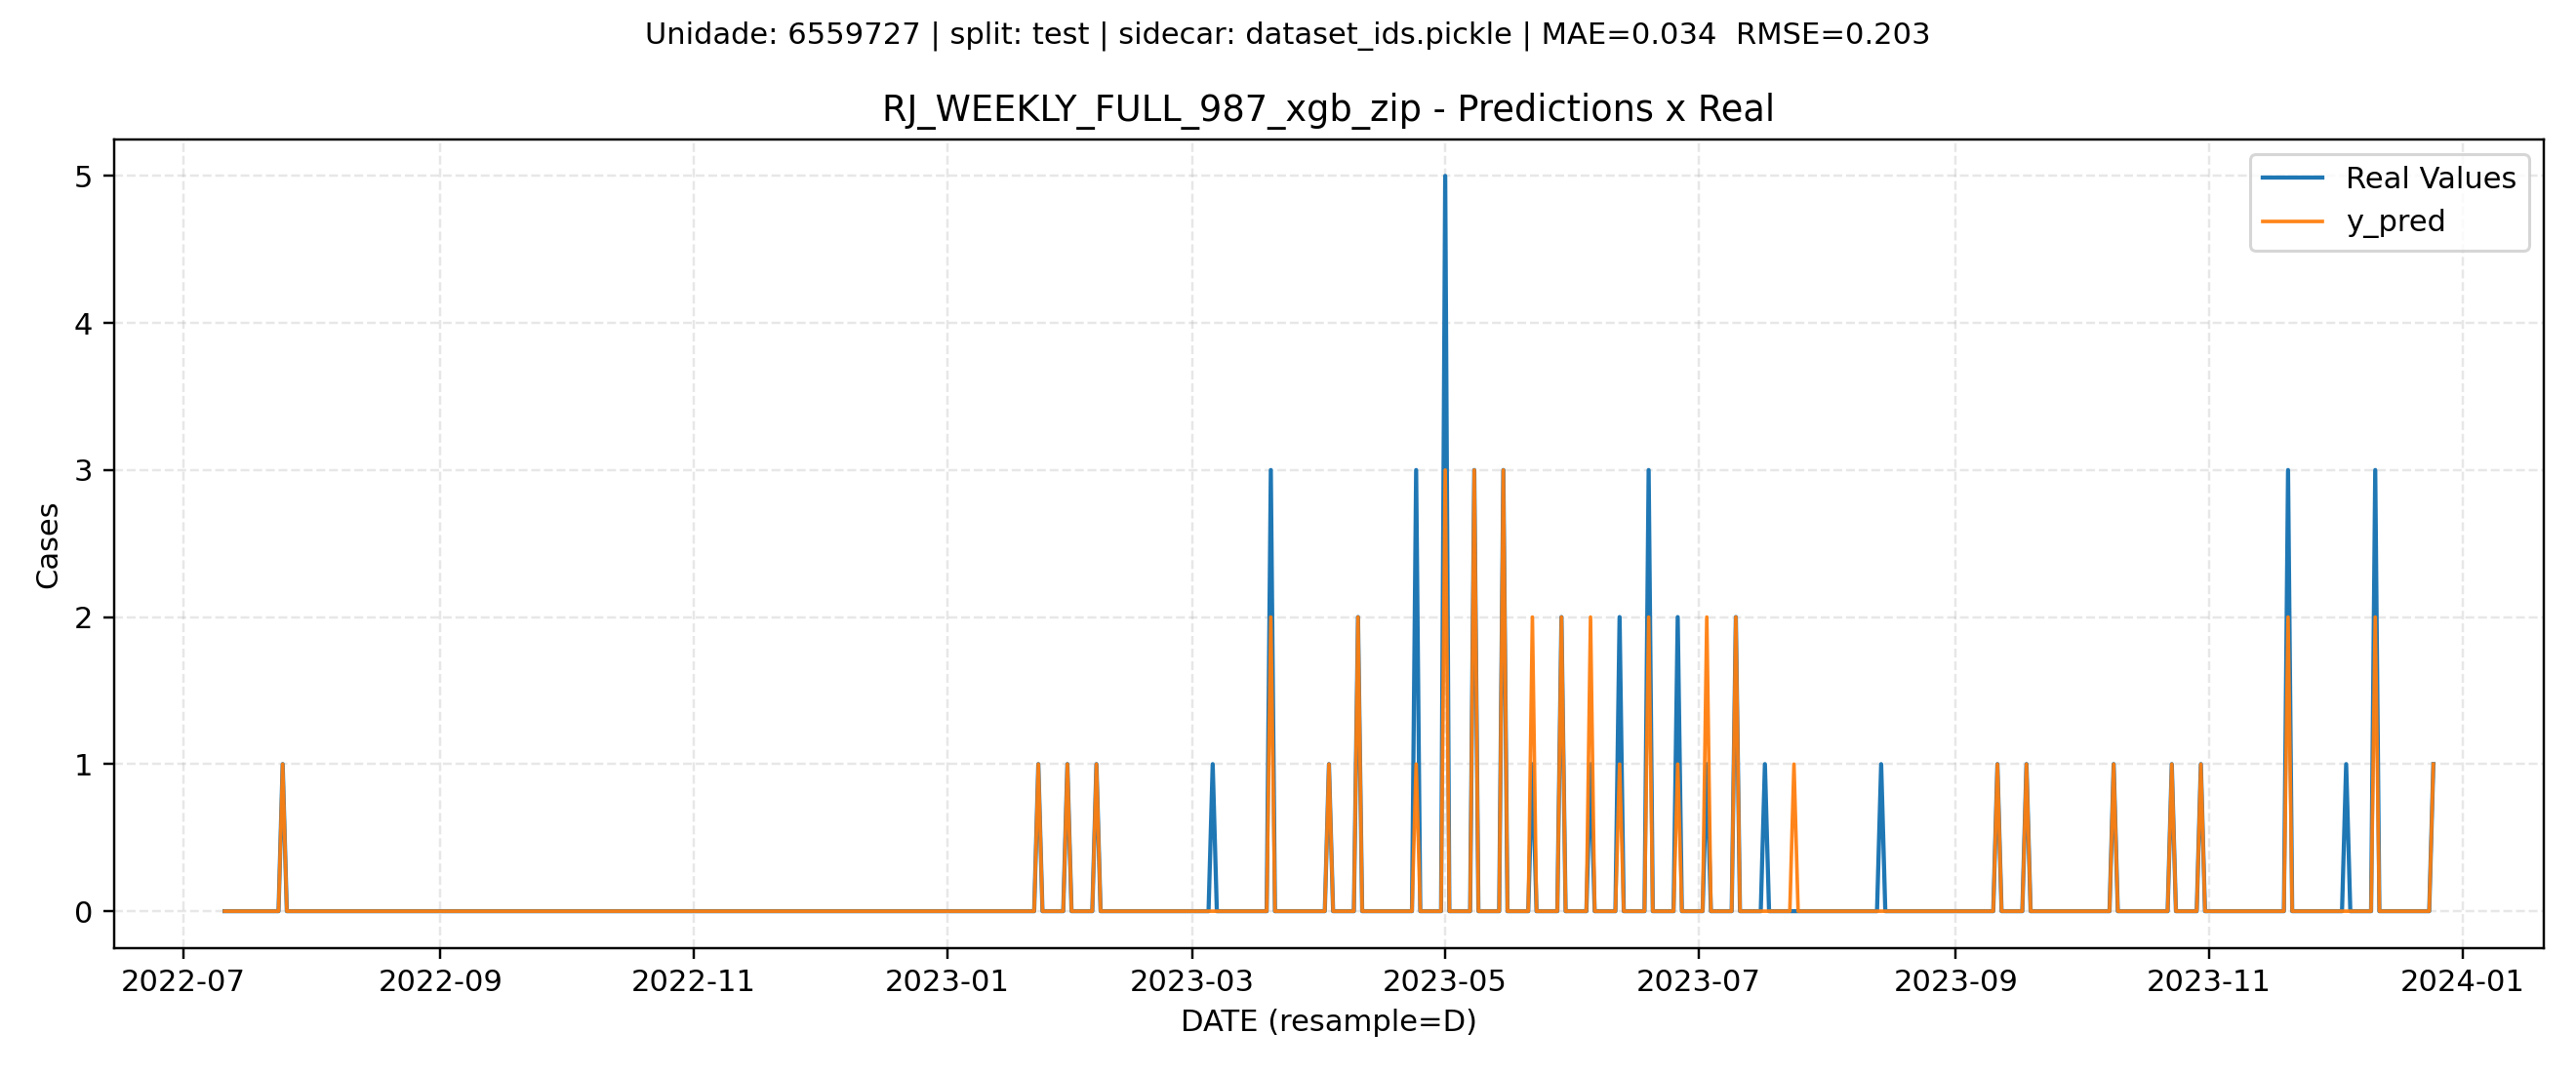 Unidade: 6559727 | split: test | sidecar: dataset_ids.pickle | MAE=0.034  RMSE=0.203
RJ_WEEKLY_FULL_987_xgb_zip - Predictions x Real
Real Values
y_pred
5
4
3
2
1
0
Cases
2022-07
2022-09
2022-11
2023-01
2023-03
2023-05
2023-07
2023-09
2023-11
2024-01
DATE (resample=D)